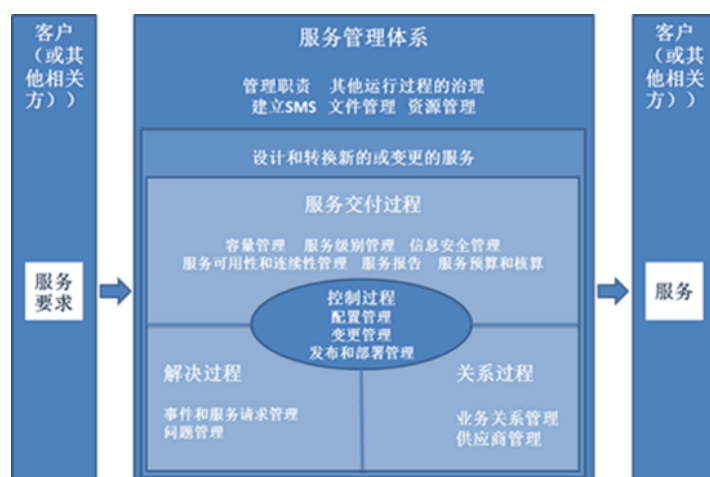 客户
（或其
他相关
方））
服务
要求
服务管理体系
管理职责 其他运行过程的治理
建立SMS 文件管理 资源管理
设计和转换新的或变更的服务
服务交付过程
容量管理 服务级别管理 信息安全管理
服务可用性和连续性管理 服务报告 服务预算和核算
控制过程
配置管理
变更管理
发布和部署管理
解决过程
事件和服务请求管理
问题管理
关系过程
业务关系管理
供应商管理
客户
（或其
他相关
方））
服务